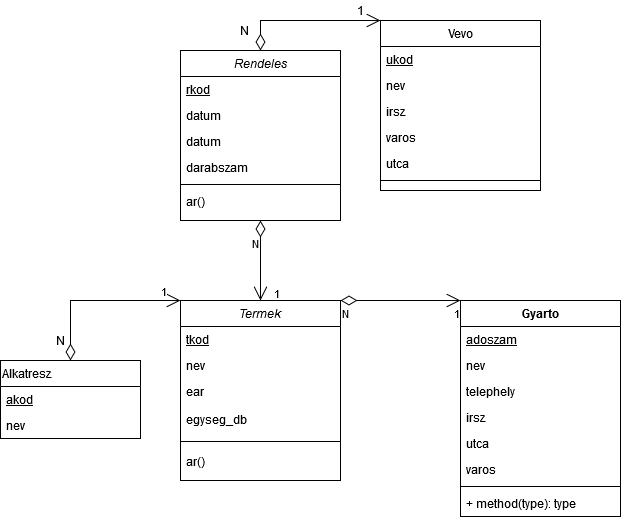 N
1
Vevo
ukod
nev
irsz
varos
utca
Rendeles
rkod
datum
datum
darabszam
ar()
N
1
Termek
tkod
nev
ear
egyseg_db
ar()
1
N
Alkatresz
akod
nev
N
1
Gyarto
adoszam
nev
telephely
irsz
utca
varos
+ method(type): type